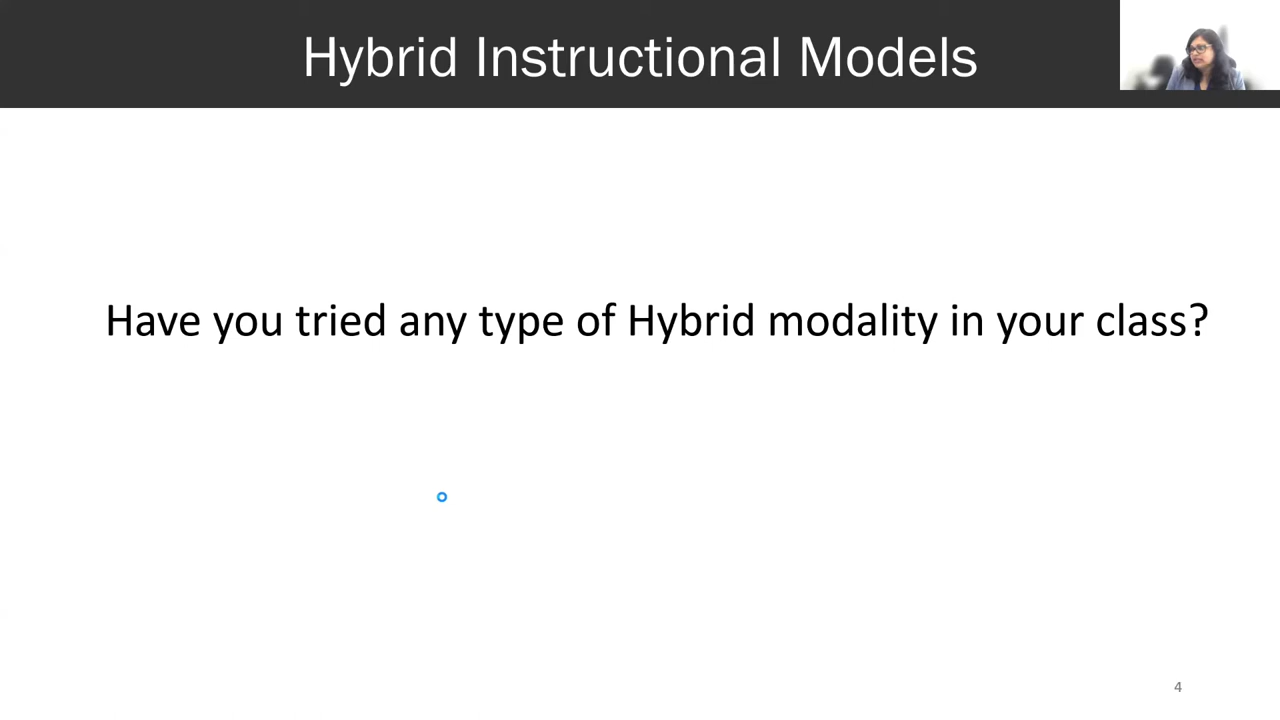 Hybrid Instructional Models
Have you tried any type of Hybrid modality in your class?
4